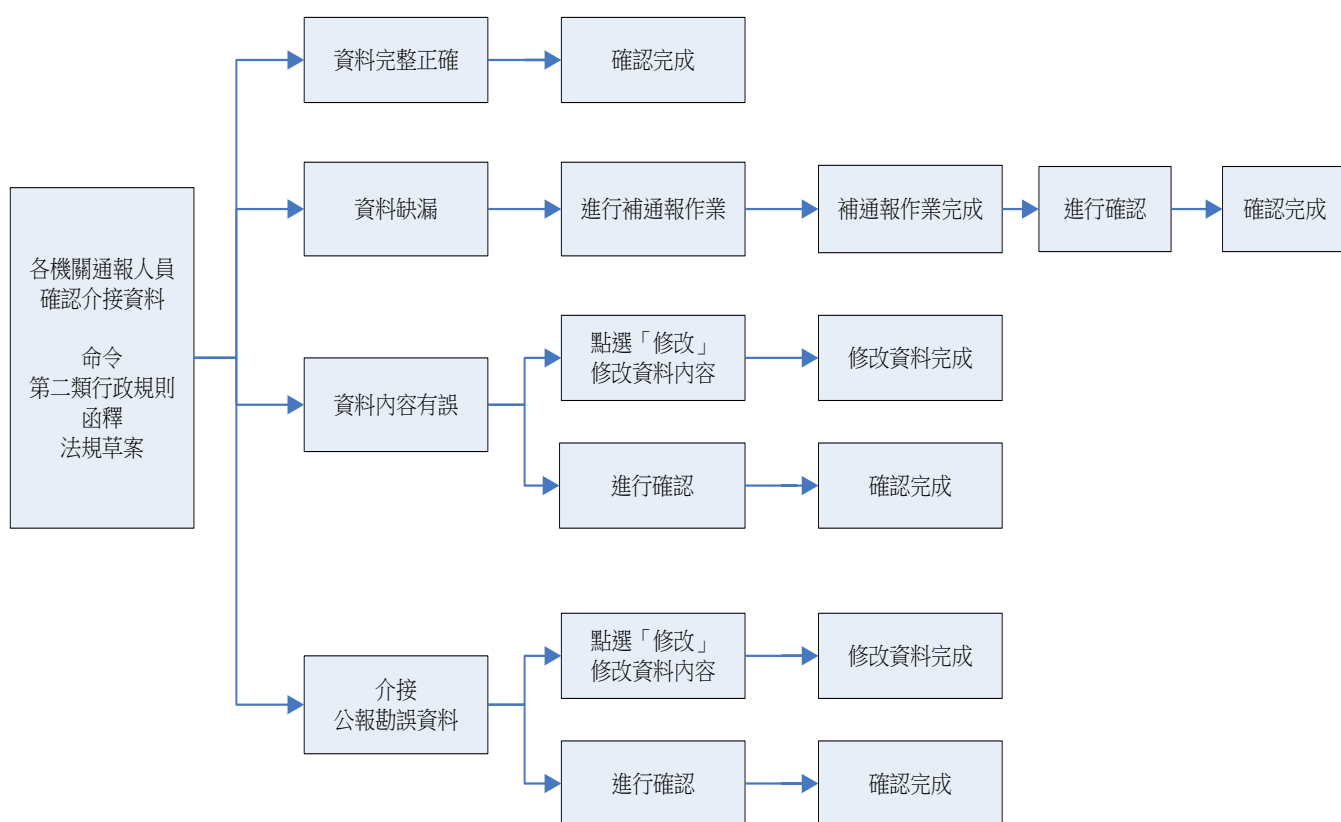 各機關通報人員
確認介接資料
命令
第二類行政規則
函釋
法規草案
資料完整正確
確認完成
資料缺漏
進行補通報作業
補通報作業完成
進行確認
確認完成
資料內容有誤
點選「修改」
修改資料內容
修改資料完成
進行確認
確認完成
介接
公報勘誤資料
點選「修改」
修改資料內容
修改資料完成
進行確認
確認完成